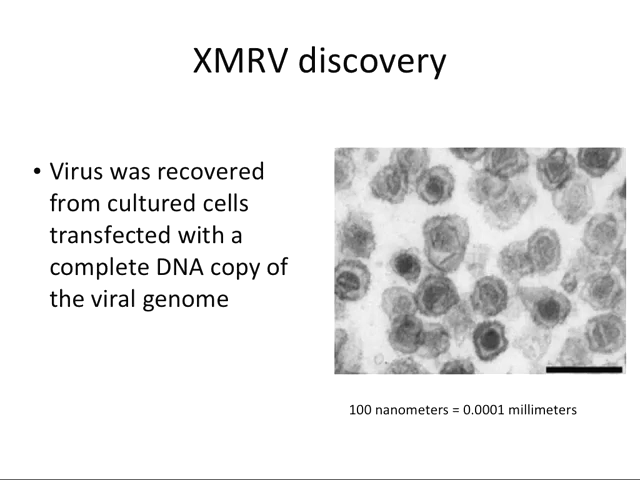 XMRV discovery
• Virus was recovered
from cultured cells
transfected with a
complete DNA copy of
the viral genome
100 nanometers = 0.0001 millimeters